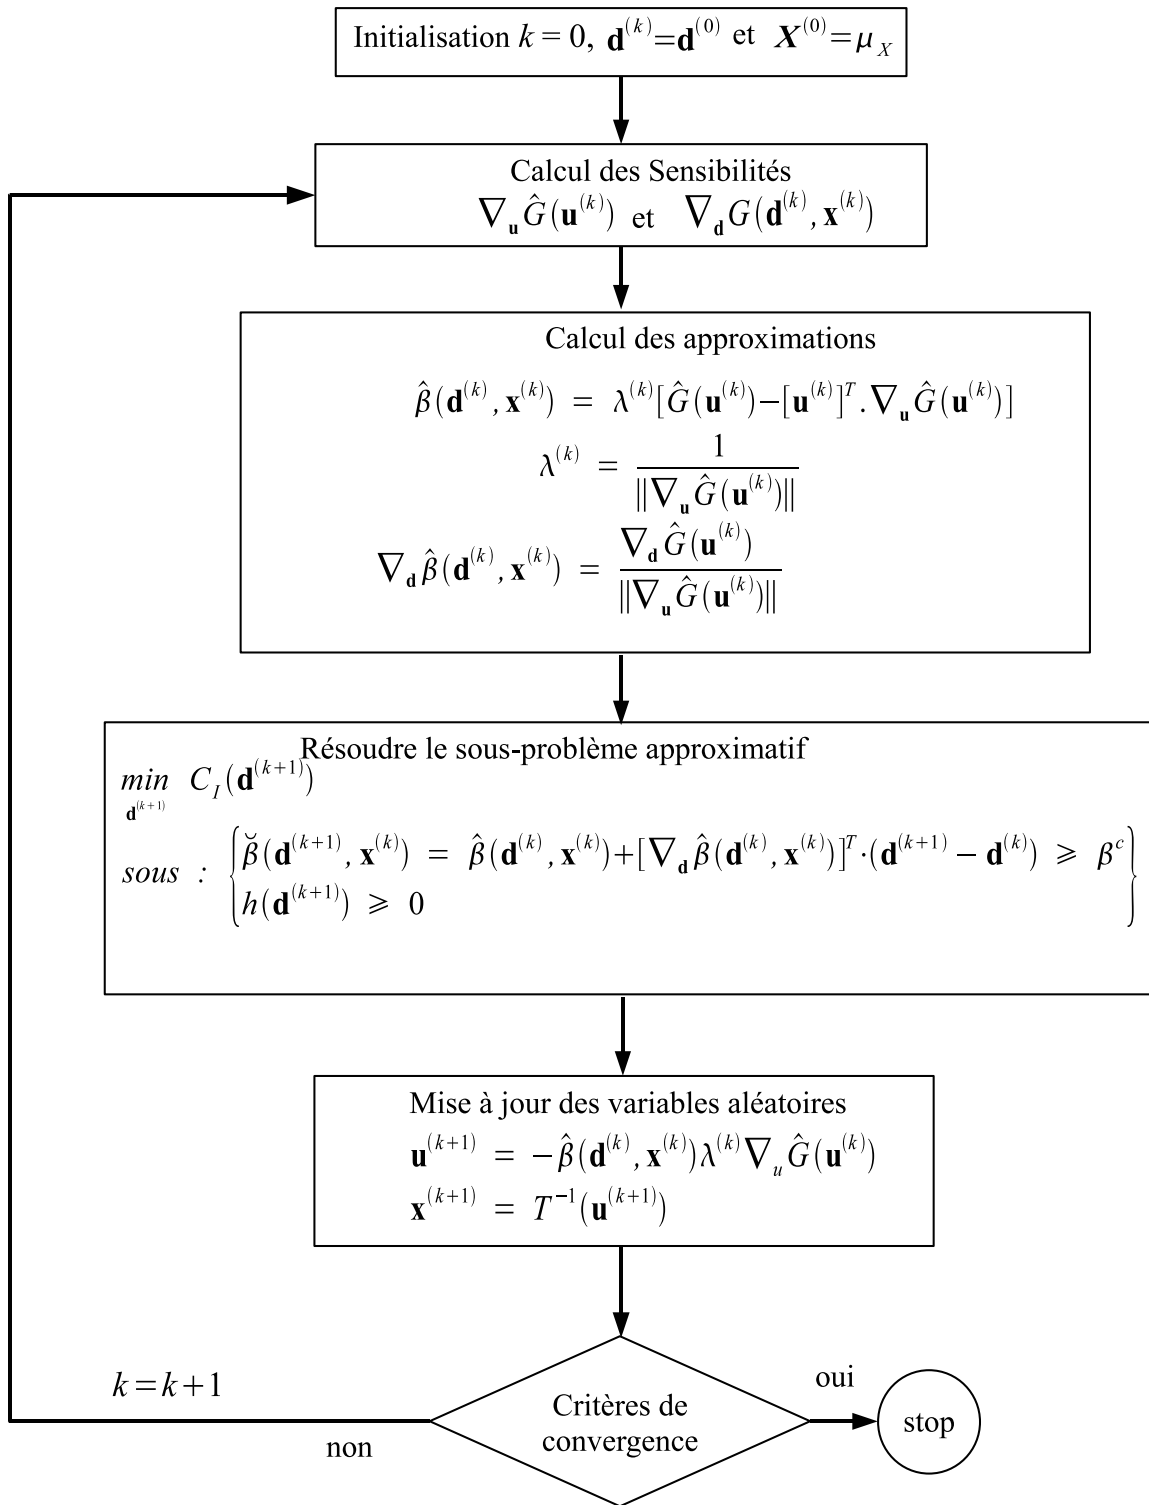 Initialisation k = 0, d^(k)=d^(0) et X^(0)=μ_X
Calcul des Sensibilités
∇_u Ĝ(u^(k)) et ∇_d G(d^(k), x^(k))
Calcul des approximations
β̂(d^(k), x^(k)) = λ^(k)[Ĝ(u^(k))−[u^(k)]^T.∇_u Ĝ(u^(k))]
λ^(k) = 1 / ‖∇_u Ĝ(u^(k))‖
∇_d β̂(d^(k), x^(k)) = ∇_d Ĝ(u^(k)) / ‖∇_u Ĝ(u^(k))‖
Résoudre le sous-problème approximatif
min_{d^(k+1)} C_I(d^(k+1))
sous : { β̆(d^(k+1), x^(k)) = β̂(d^(k), x^(k))+[∇_d β̂(d^(k), x^(k))]^T·(d^(k+1) − d^(k)) ⩾ β^c
h(d^(k+1)) ⩾ 0 }
Mise à jour des variables aléatoires
u^(k+1) = −β̂(d^(k), x^(k))λ^(k)∇_u Ĝ(u^(k))
x^(k+1) = T^−1(u^(k+1))
k=k+1
oui
Critères de
convergence
stop
non